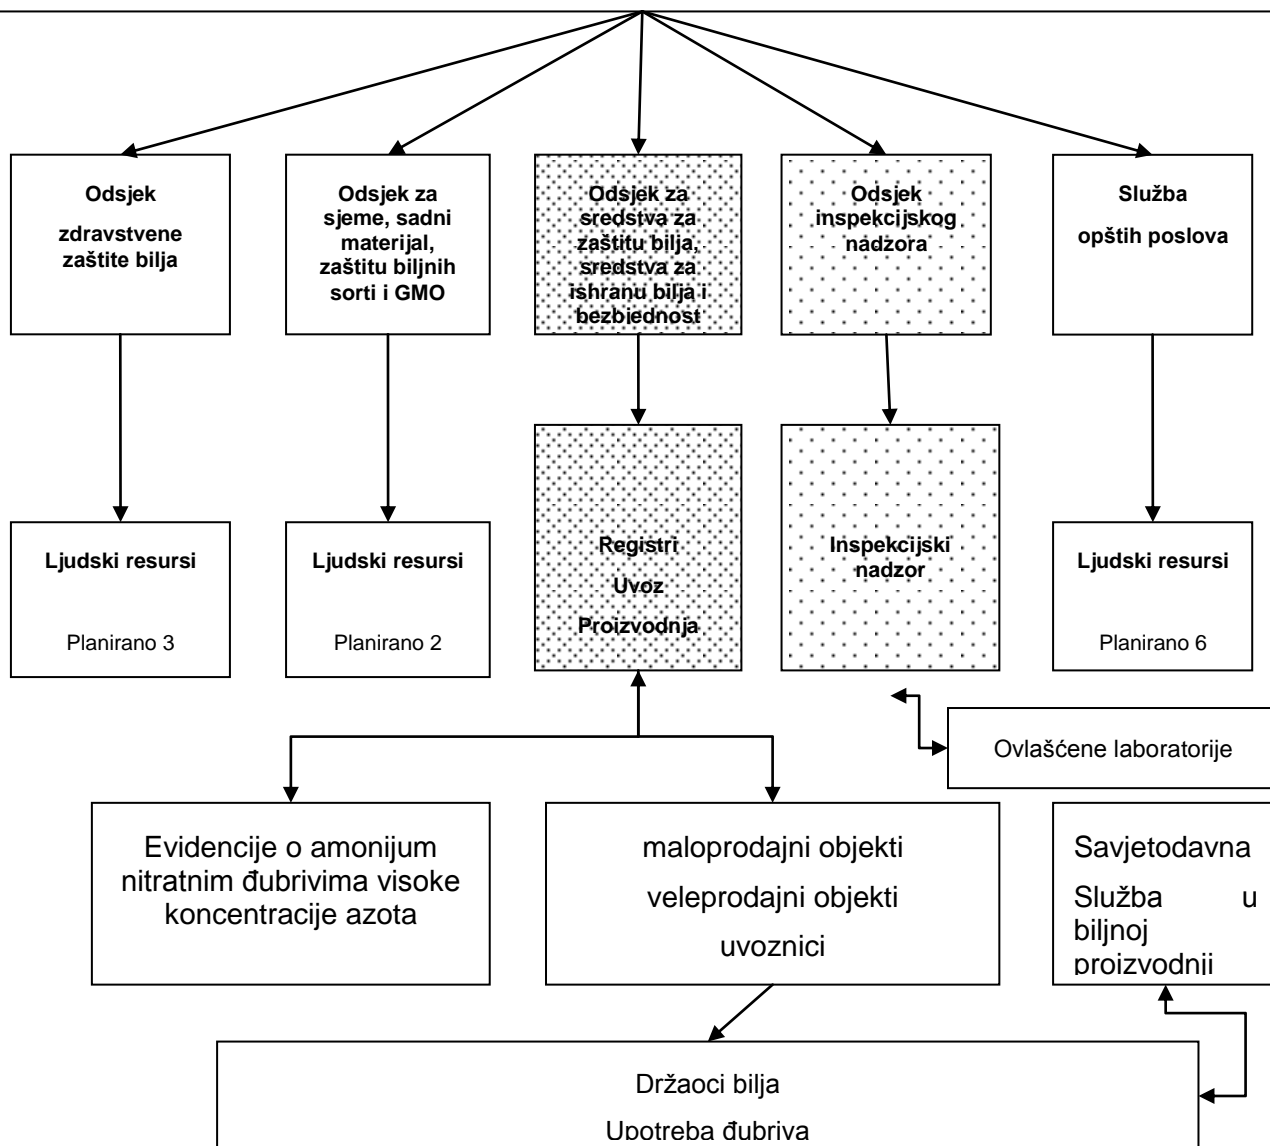 Odsjek
zdravstvene
zaštite bilja
Odsjek za
sjeme, sadni
materijal,
zaštitu biljnih
sorti i GMO
Odsjek za
sredstva za
zaštitu bilja,
sredstva za
ishranu bilja i
bezbjednost
Odsjek
inspekcijskog
nadzora
Služba
opštih poslova
Ljudski resursi
Planirano 3
Ljudski resursi
Planirano 2
Registri
Uvoz
Proizvodnja
Inspekcijski
nadzor
Ljudski resursi
Planirano 6
Ovlašćene laboratorije
Evidencije o amonijum
nitratnim đubrivima visoke
koncentracije azota
maloprodajni objekti
veleprodajni objekti
uvoznici
Savjetodavna
Služba u
biljnoj
proizvodnji
Držaoci bilja
Upotreba đubriva